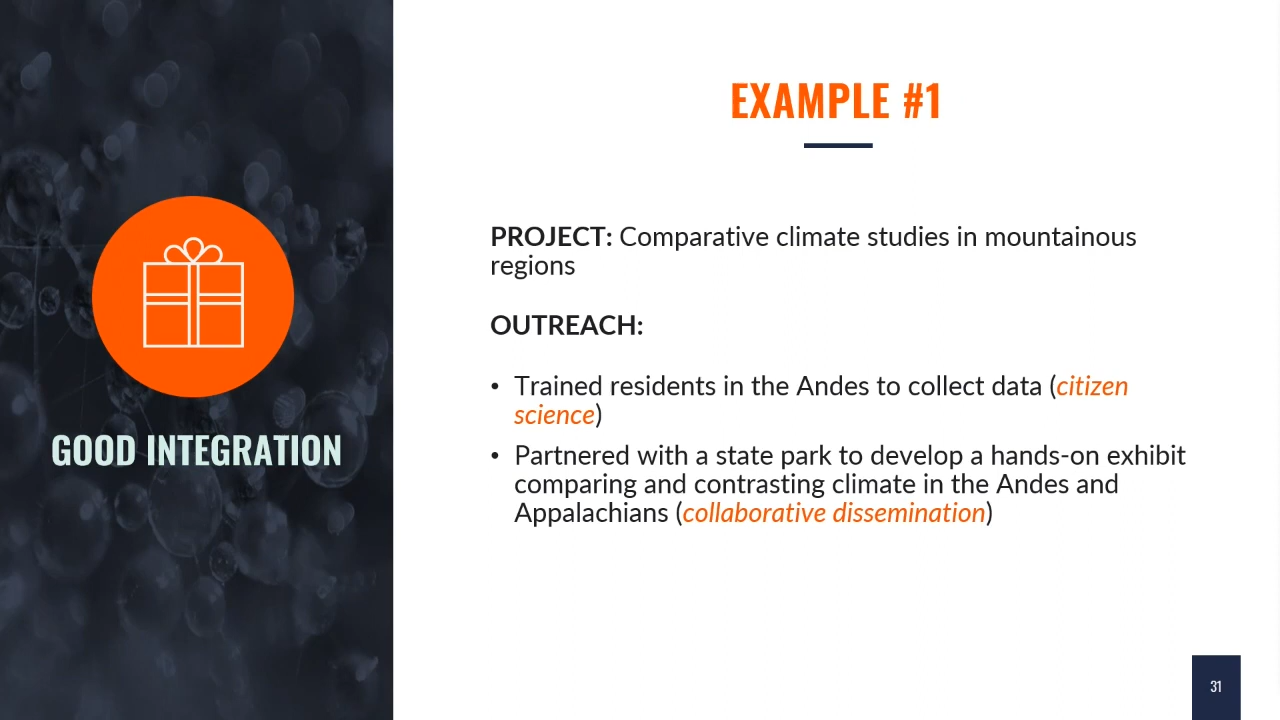 GOOD INTEGRATION
EXAMPLE #1
PROJECT: Comparative climate studies in mountainous
regions
OUTREACH:
• Trained residents in the Andes to collect data (citizen
science)
• Partnered with a state park to develop a hands-on exhibit
comparing and contrasting climate in the Andes and
Appalachians (collaborative dissemination)
31